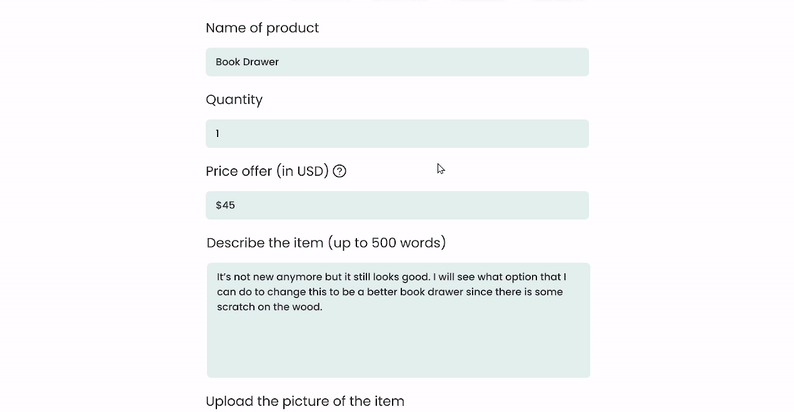 Name of product
Book Drawer
Quantity
1
Price offer (in USD) ?
$45
Describe the item (up to 500 words)
It's not new anymore but it still looks good. I will see what option that I
can do to change this to be a better book drawer since there is some
scratch on the wood.
Upload the picture of the item